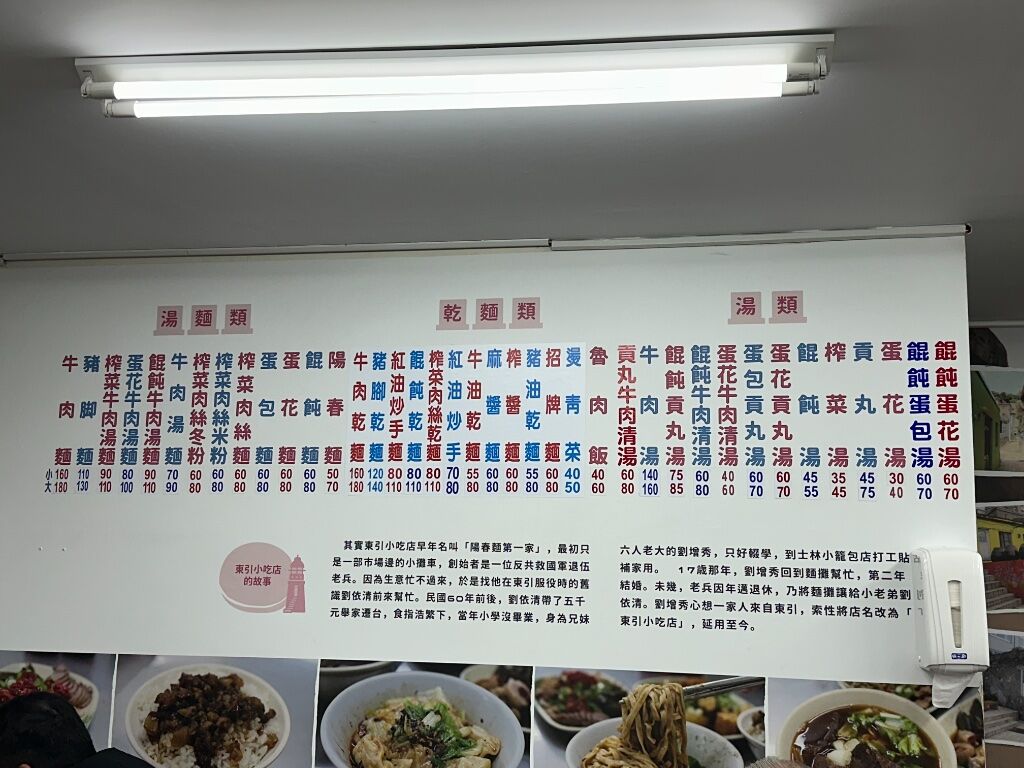 湯麵類
乾麵類
湯類
小
大
牛肉麵 160 180
豬腳麵 110 130
榨菜牛肉湯麵 90 110
蛋花牛肉湯麵 80 100
餛飩牛肉湯麵 90 110
牛肉湯麵 70 90
榨菜肉絲冬粉 60 80
榨菜肉絲米粉 60 80
榨菜肉絲麵 60 80
蛋包麵 60 80
蛋花麵 60 80
餛飩麵 60 80
陽春麵 50 70
牛肉乾麵 160 180
豬腳乾麵 120 140
紅油炒手麵 80 110
餛飩乾麵 80 110
榨菜肉絲乾麵 80 110
紅油炒手 70 80
牛油乾麵 55 80
麻醬麵 60 80
榨醬麵 60 80
豬油乾麵 55 80
招牌麵 60 80
燙青菜 40 50
魯肉飯 40 60
貢丸牛肉清湯 60 80
牛肉湯 140 160
餛飩貢丸湯 75 85
餛飩牛肉清湯 60 80
蛋花牛肉清湯 40 60
蛋包貢丸湯 60 70
蛋花貢丸湯 60 70
餛飩湯 45 55
榨菜湯 35 45
貢丸湯 45 75
蛋花湯 30 40
餛飩蛋包湯 60 70
餛飩蛋花湯 60 70
東引小吃店
的故事
其實東引小吃店早年名叫「陽春麵第一家」，最初只
是一部市場邊的小攤車，創始者是一位反共救國軍退伍
老兵。因為生意忙不過來，於是找他在東引服役時的舊
識劉依清前來幫忙。民國60年前後，劉依清帶了五千
元舉家遷台，食指浩繁下，當年小學沒畢業，身為兄妹
六人老大的劉增秀，只好輟學，到士林小籠包店打工貼
補家用。 17歲那年，劉增秀回到麵攤幫忙，第二年
結婚。未幾，老兵因年邁退休，乃將麵攤讓給小老弟劉
依清。劉增秀心想一家人來自東引，索性將店名改為「
東引小吃店」，延用至今。